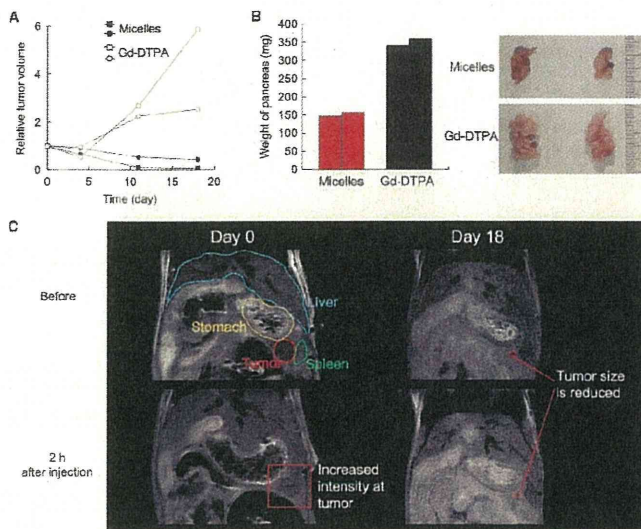 A
Relative tumor volume
6
4
2
0
0
5
10
15
20
Time (day)
Micelles
Gd-DTPA
B
Weight of pancreas (mg)
400
350
300
250
200
150
100
50
0
Micelles
Gd-DTPA
Micelles
Gd-DTPA
C
Day 0
Day 18
Before
Liver
Stomach
Tumor
Spleen
Tumor size
is reduced
2 h
after injection
Increased
intensity at
tumor